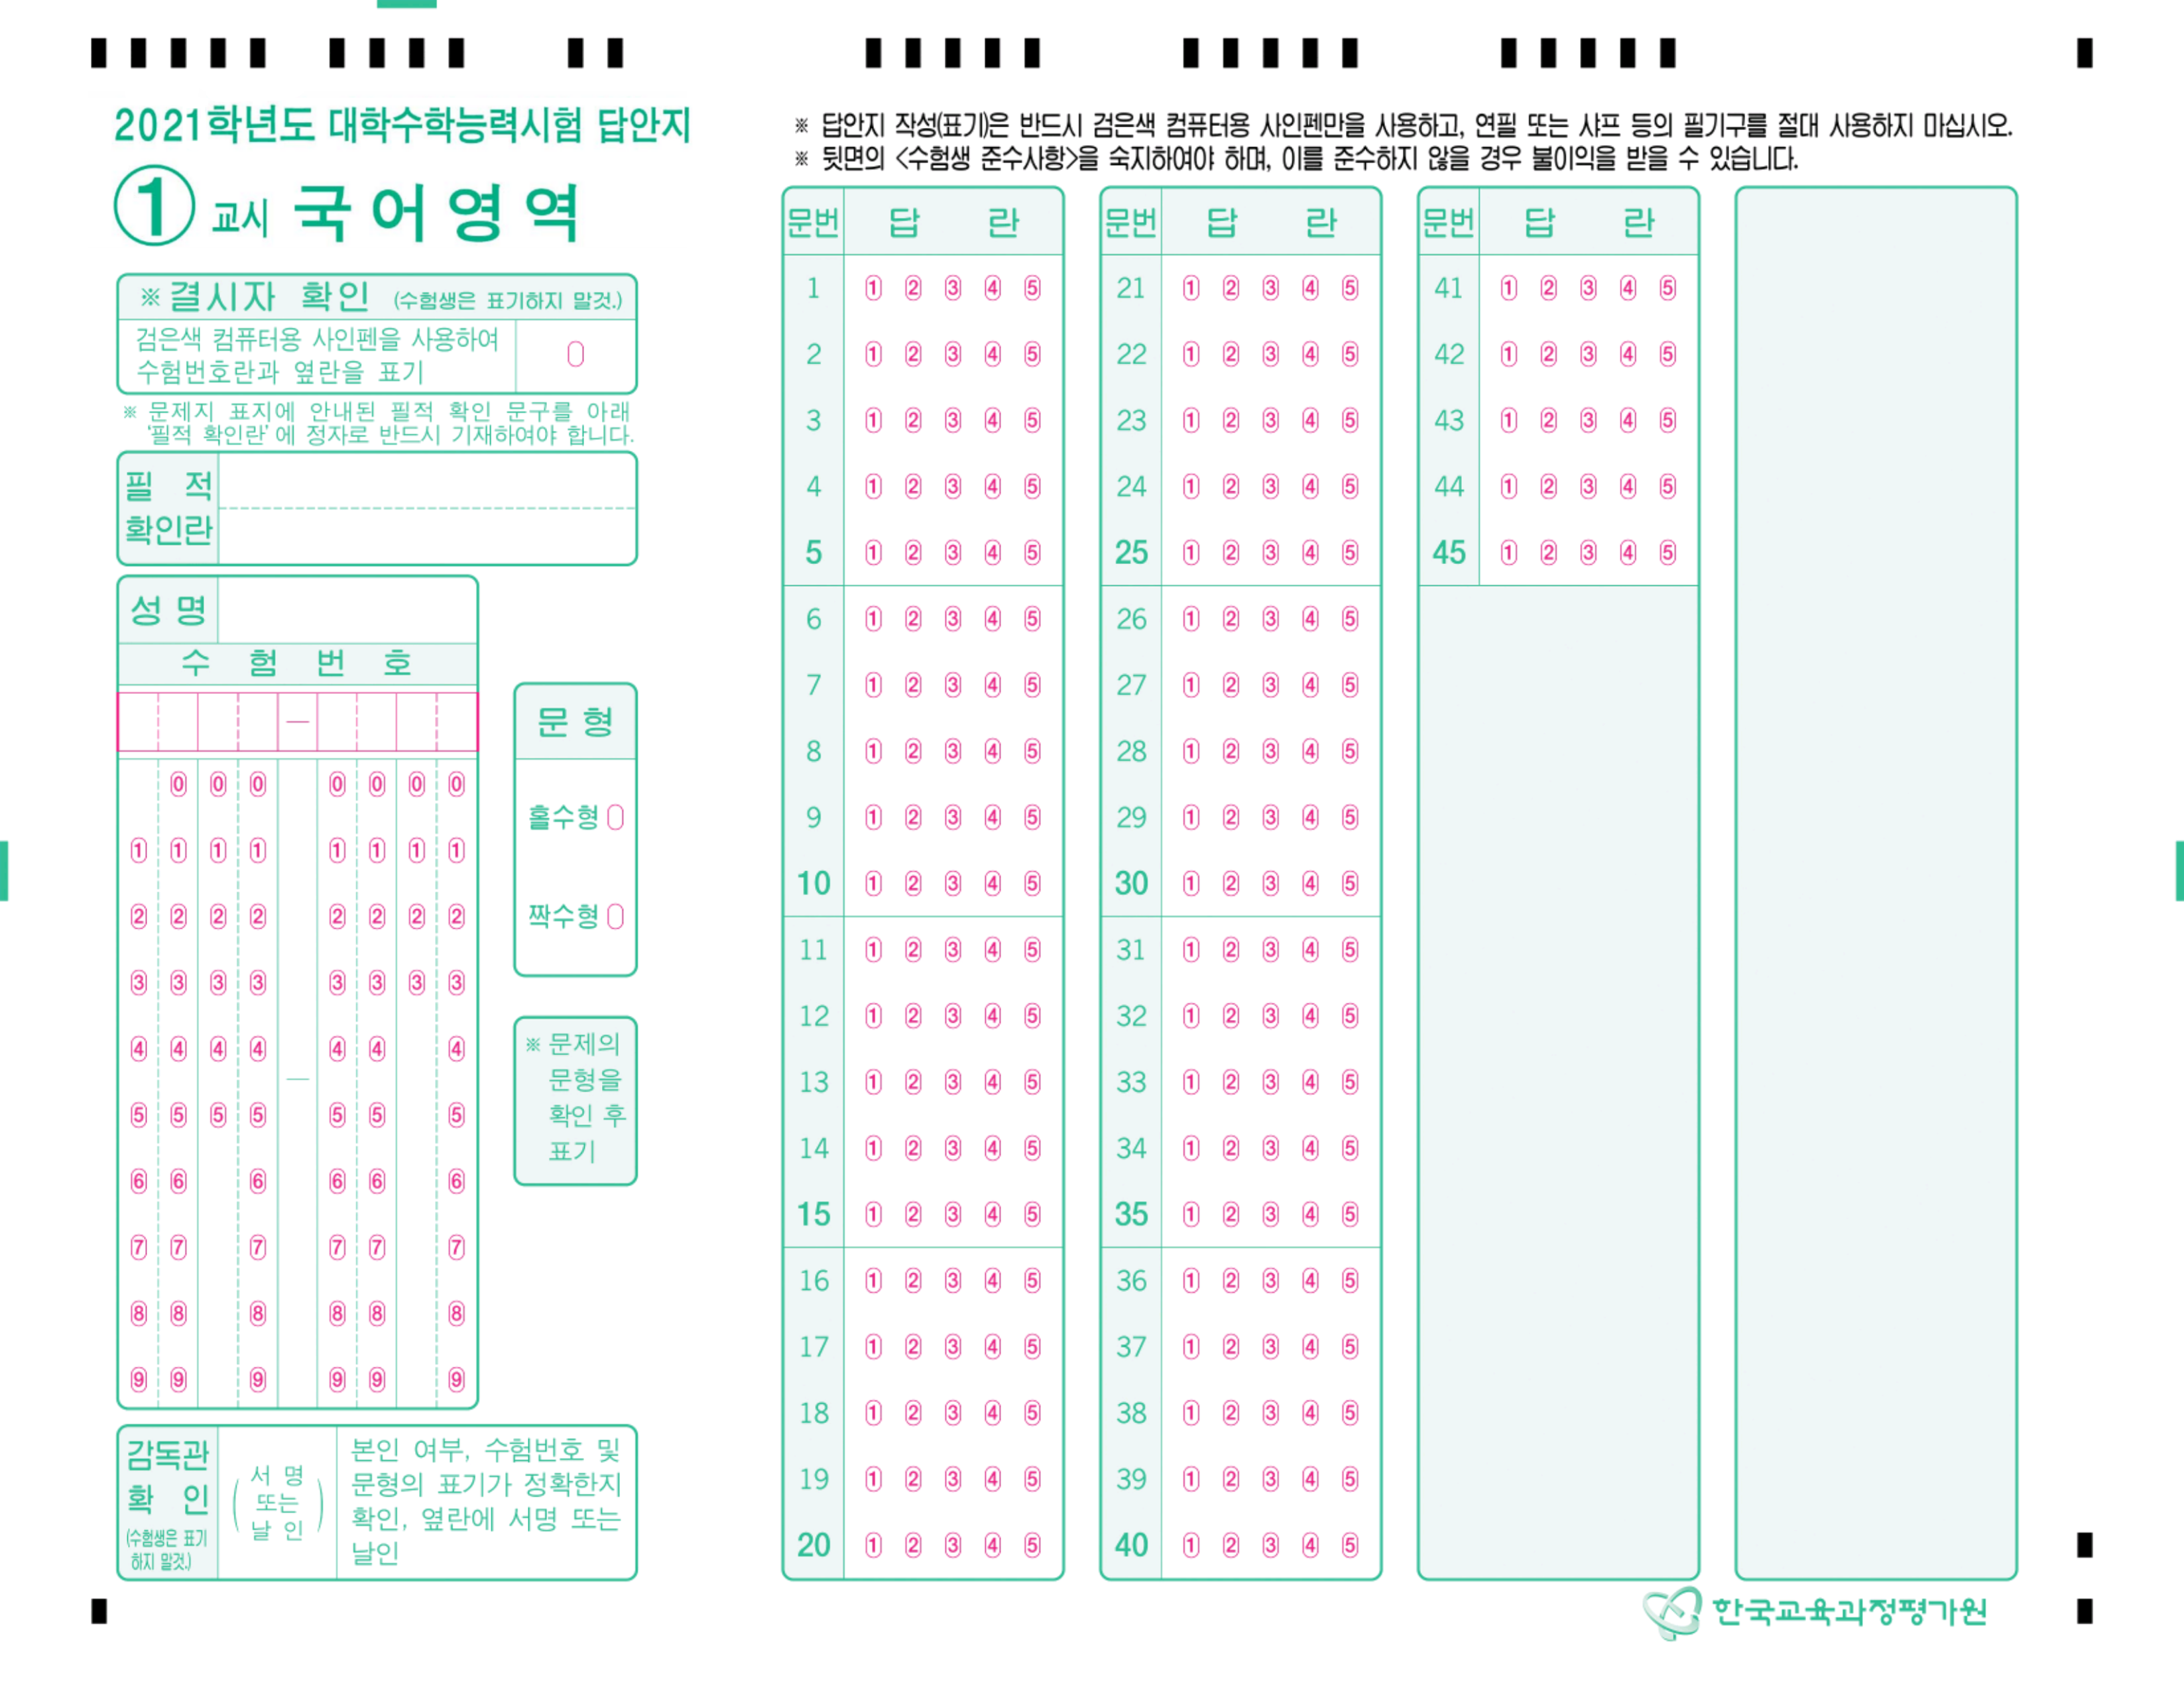 2021학년도 대학수학능력시험 답안지
① 교시 국어영역
※ 결시자 확인 (수험생은 표기하지 말것.)
검은색 컴퓨터용 사인펜을 사용하여
수험번호란과 옆란을 표기
※ 문제지 표지에 안내된 필적 확인 문구를 아래
'필적 확인란'에 정자로 반드시 기재하여야 합니다.
필 적
확인란
성 명
수 험 번 호
—
0 0 0 0 0 0 0
1 1 1 1 1 1 1 1
2 2 2 2 2 2 2 2
3 3 3 3 3 3 3 3
4 4 4 4 4 4 4
—
5 5 5 5 5 5 5
6 6 6 6 6 6
7 7 7 7 7 7
8 8 8 8 8 8
9 9 9 9 9 9
문 형
홀수형
짝수형
※ 문제의
문형을
확인 후
표기
감독관
확 인
(수험생은 표기
하지 말것.)
( 서 명
또는
날 인 )
본인 여부, 수험번호 및
문형의 표기가 정확한지
확인, 옆란에 서명 또는
날인
※ 답안지 작성(표기)은 반드시 검은색 컴퓨터용 사인펜만을 사용하고, 연필 또는 샤프 등의 필기구를 절대 사용하지 마십시오.
※ 뒷면의 <수험생 준수사항>을 숙지하여야 하며, 이를 준수하지 않을 경우 불이익을 받을 수 있습니다.
문번 답 란
1 1 2 3 4 5
2 1 2 3 4 5
3 1 2 3 4 5
4 1 2 3 4 5
5 1 2 3 4 5
6 1 2 3 4 5
7 1 2 3 4 5
8 1 2 3 4 5
9 1 2 3 4 5
10 1 2 3 4 5
11 1 2 3 4 5
12 1 2 3 4 5
13 1 2 3 4 5
14 1 2 3 4 5
15 1 2 3 4 5
16 1 2 3 4 5
17 1 2 3 4 5
18 1 2 3 4 5
19 1 2 3 4 5
20 1 2 3 4 5
문번 답 란
21 1 2 3 4 5
22 1 2 3 4 5
23 1 2 3 4 5
24 1 2 3 4 5
25 1 2 3 4 5
26 1 2 3 4 5
27 1 2 3 4 5
28 1 2 3 4 5
29 1 2 3 4 5
30 1 2 3 4 5
31 1 2 3 4 5
32 1 2 3 4 5
33 1 2 3 4 5
34 1 2 3 4 5
35 1 2 3 4 5
36 1 2 3 4 5
37 1 2 3 4 5
38 1 2 3 4 5
39 1 2 3 4 5
40 1 2 3 4 5
문번 답 란
41 1 2 3 4 5
42 1 2 3 4 5
43 1 2 3 4 5
44 1 2 3 4 5
45 1 2 3 4 5
한국교육과정평가원